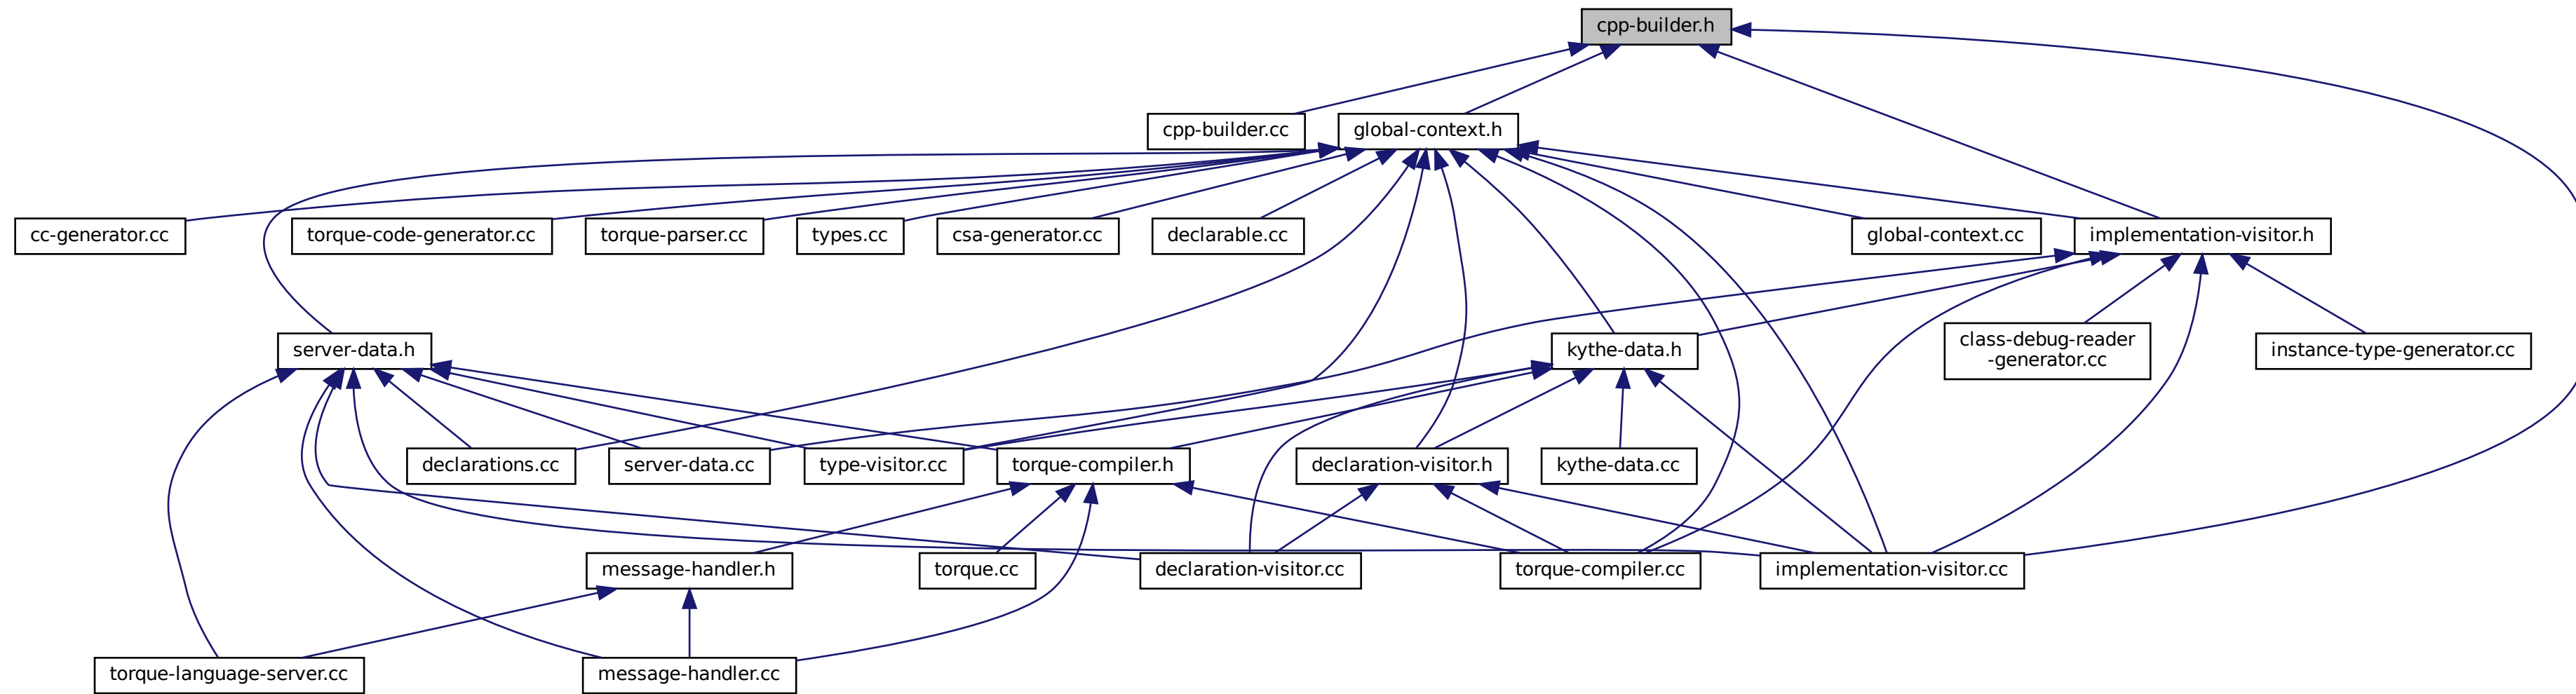 cpp-builder.h
cpp-builder.cc
global-context.h
cc-generator.cc
torque-code-generator.cc
torque-parser.cc
types.cc
csa-generator.cc
declarable.cc
global-context.cc
implementation-visitor.h
server-data.h
kythe-data.h
class-debug-reader
-generator.cc
instance-type-generator.cc
declarations.cc
server-data.cc
type-visitor.cc
torque-compiler.h
declaration-visitor.h
kythe-data.cc
message-handler.h
torque.cc
declaration-visitor.cc
torque-compiler.cc
implementation-visitor.cc
torque-language-server.cc
message-handler.cc